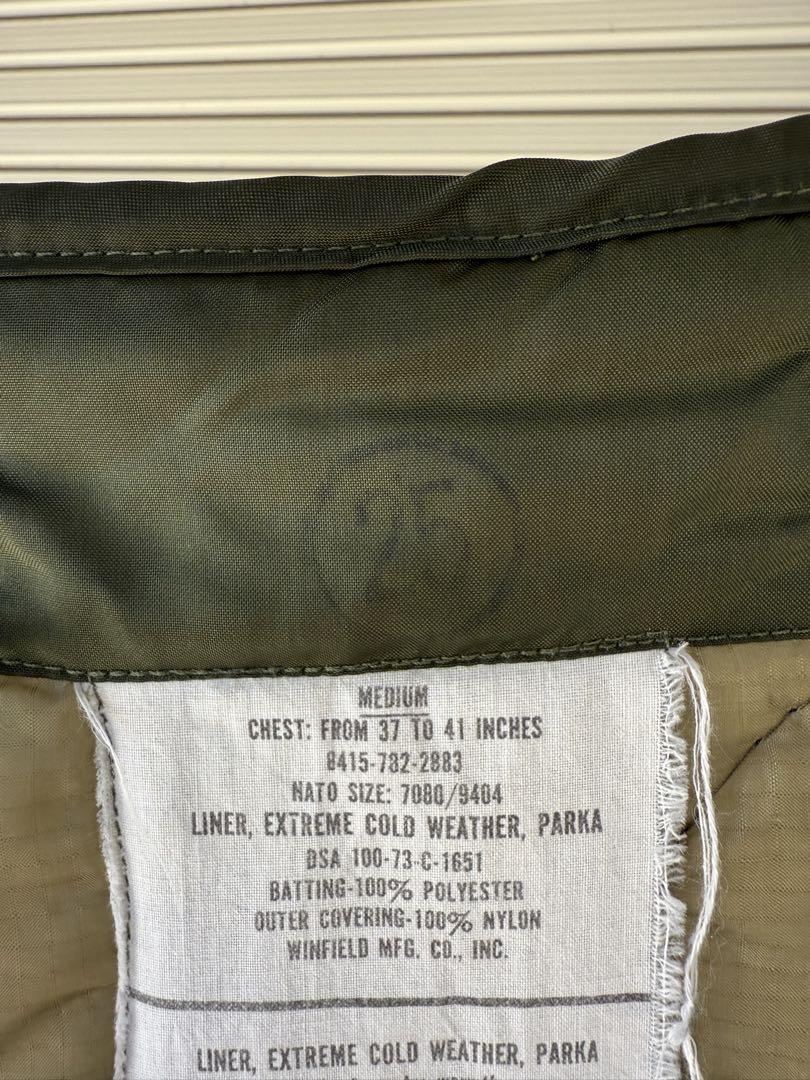 25
MEDIUM
CHEST: FROM 37 TO 41 INCHES
8415-782-2883
NATO SIZE: 7080/9404
LINER, EXTREME COLD WEATHER, PARKA
DSA 100-73-C-1651
BATTING-100% POLYESTER
OUTER COVERING-100% NYLON
WINFIELD MFG. CO., INC.
LINER, EXTREME COLD WEATHER, PARKA